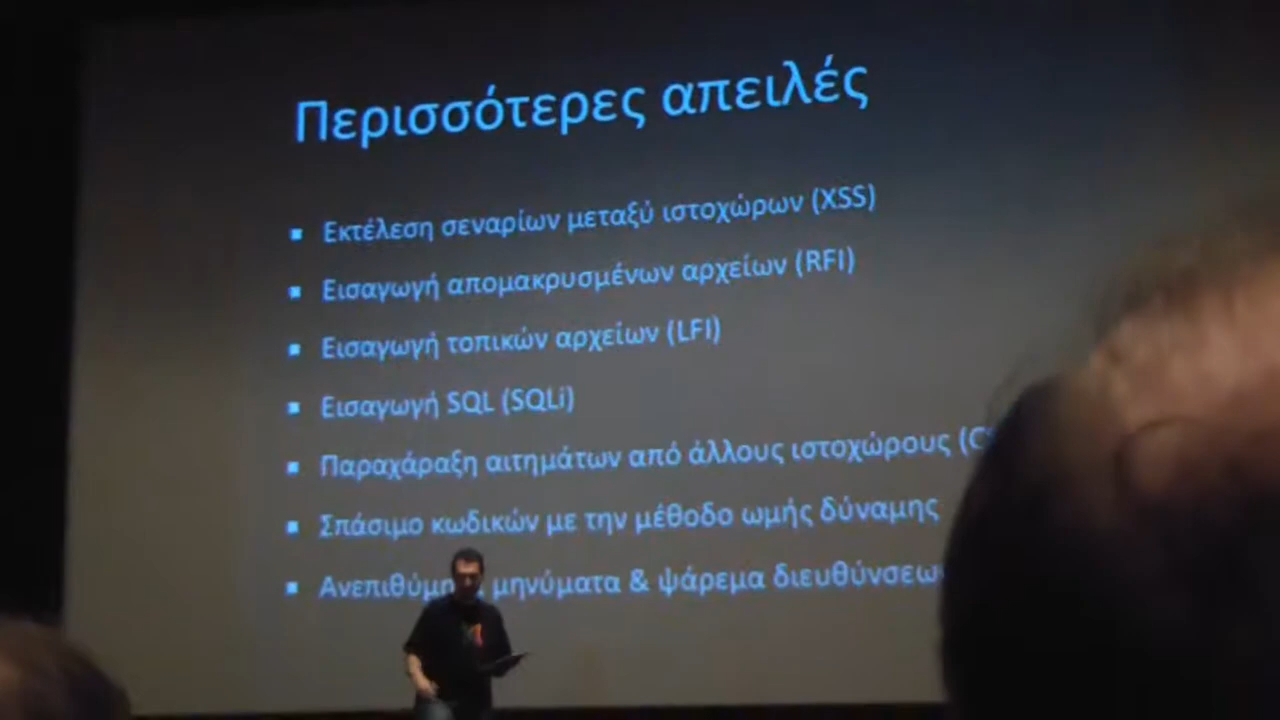 Περισσότερες απειλές
Εκτέλεση σεναρίων μεταξύ ιστοχώρων (XSS)
Εισαγωγή απομακρυσμένων αρχείων (RFI)
Εισαγωγή τοπικών αρχείων (LFI)
Εισαγωγή SQL (SQLi)
Παραχάραξη αιτημάτων από άλλους ιστοχώρους
Σπάσιμο κωδικών με την μέθοδο ωμής δύναμης
μηνύματα & ψάρεμα